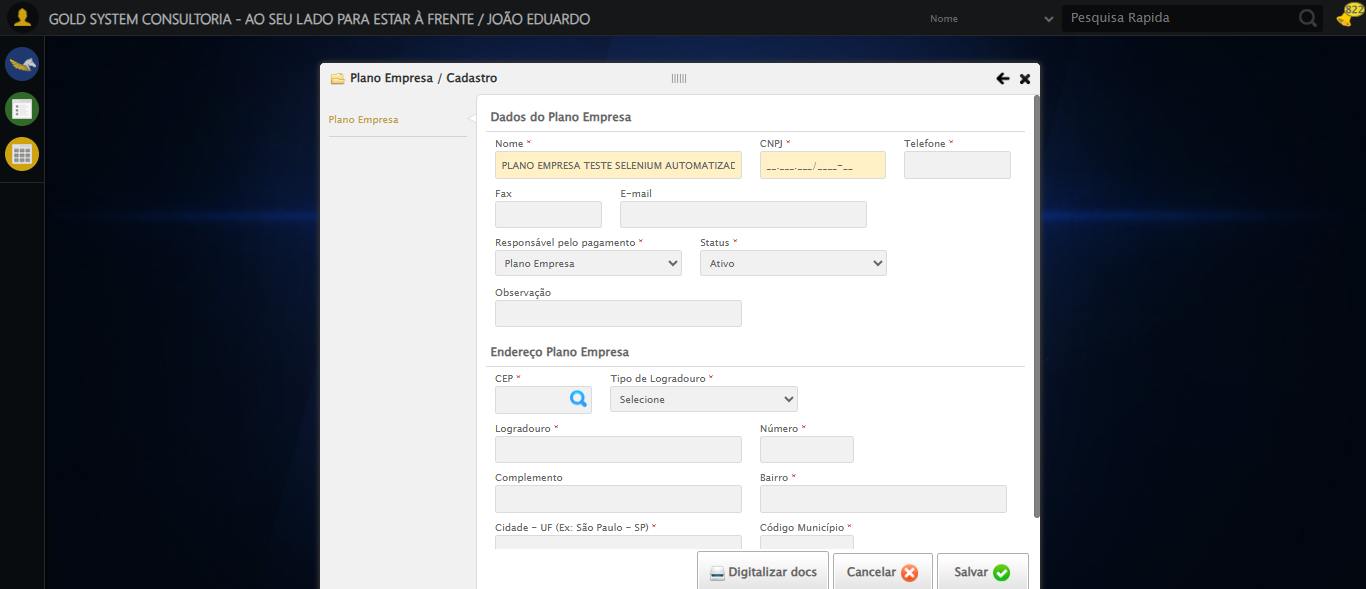 GOLD SYSTEM CONSULTORIA - AO SEU LADO PARA ESTAR À FRENTE / JOÃO EDUARDO
Nome
Pesquisa Rapida
822
Plano Empresa / Cadastro
Plano Empresa
Dados do Plano Empresa
Nome * CNPJ * Telefone *
PLANO EMPRESA TESTE SELENIUM AUTOMATIZAD __.___.___/____-__
Fax E-mail
Responsável pelo pagamento * Status *
Plano Empresa Ativo
Observação
Endereço Plano Empresa
CEP * Tipo de Logradouro *
Selecione
Logradouro * Número *
Complemento Bairro *
Cidade - UF (Ex: São Paulo - SP) * Código Município *
Digitalizar docs Cancelar Salvar